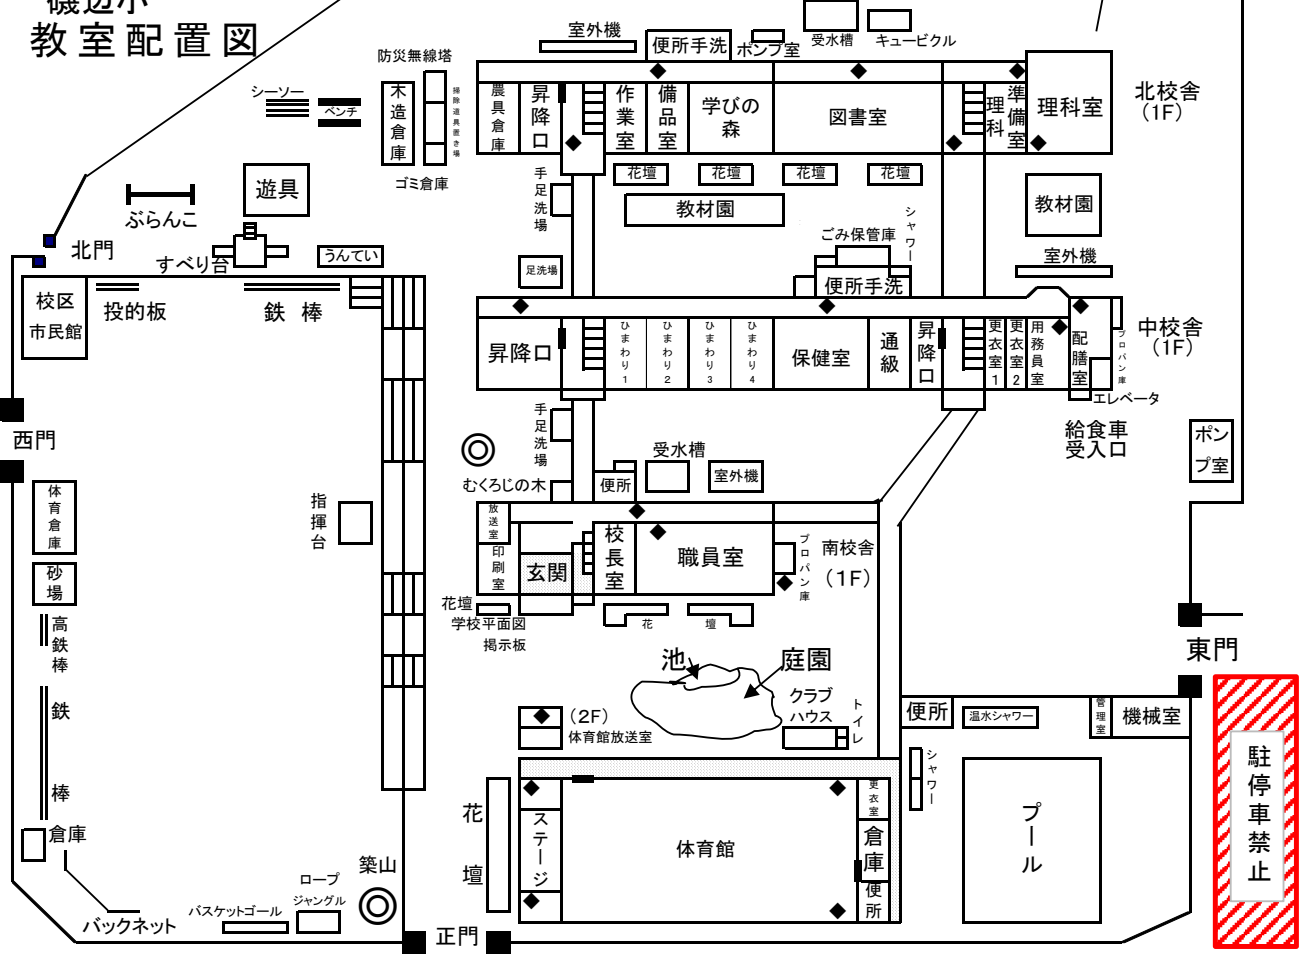 磯辺小
教室配置図
室外機
便所手洗
ポンプ室
受水槽
キュービクル
防災無線塔
シーソー
ベンチ
木造倉庫
掃除道具置き場
ゴミ倉庫
農具倉庫
昇降口
作業室
備品室
学びの
森
図書室
理科
準備室
理科室
北校舎
(1F)
遊具
ぶらんこ
手足洗場
花壇
花壇
花壇
花壇
教材園
教材園
シャワー
ごみ保管庫
北門
すべり台
うんてい
足洗場
便所手洗
室外機
校区
市民館
投的板
鉄棒
昇降口
ひまわり1
ひまわり2
ひまわり3
ひまわり4
保健室
通級
昇降口
更衣室1
更衣室2
用務員室
配膳室
プロパン庫
中校舎
(1F)
エレベータ
給食車
受入口
西門
手足洗場
むくろじの木
受水槽
便所
室外機
ポン
プ室
体育倉庫
指揮台
放送室
印刷室
玄関
校長室
職員室
プロパン庫
南校舎
(1F)
砂場
高鉄棒
花壇
学校平面図
掲示板
花
壇
東門
池
庭園
鉄
棒
(2F)
体育館放送室
クラブ
ハウス
トイレ
便所
温水シャワー
管理室
機械室
シャワー
駐停車禁止
花
壇
ステージ
体育館
更衣室
倉庫
便所
プール
倉庫
築山
ロープ
ジャングル
バスケットゴール
バックネット
正門